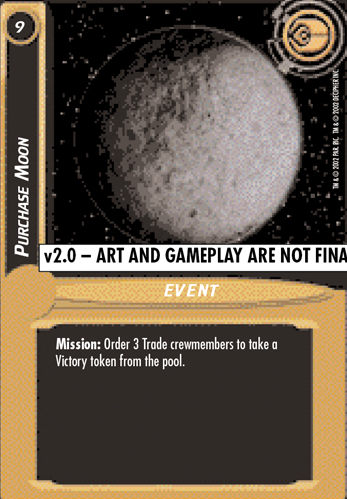 9
PURCHASE MOON
TM & © 2002 PAR. PIC. TM & © 2002 DECIPHER INC.
v2.0 – ART AND GAMEPLAY ARE NOT FINA
EVENT
Mission: Order 3 Trade crewmembers to take a
Victory token from the pool.